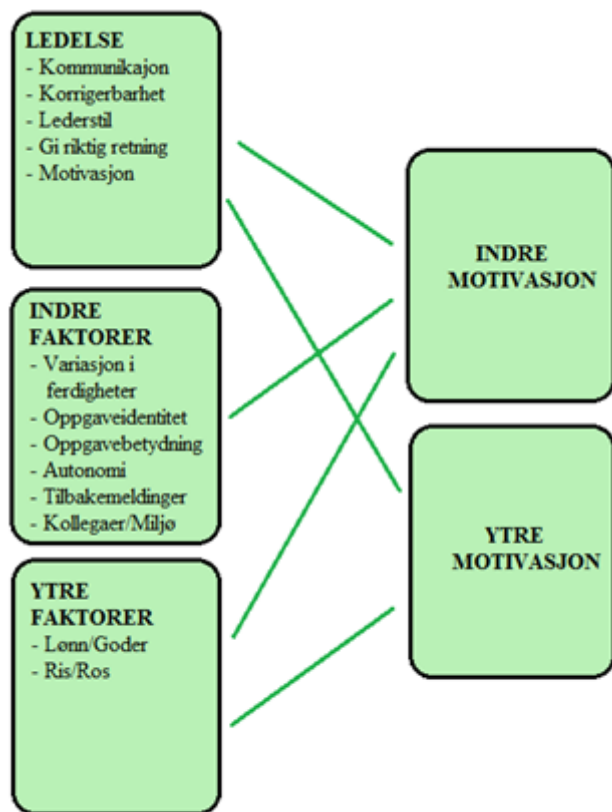 LEDELSE
- Kommunikajon
- Korrigerbarhet
- Lederstil
- Gi riktig retning
- Motivasjon
INDRE
FAKTORER
- Variasjon i
ferdigheter
- Oppgaveidentitet
- Oppgavebetydning
- Autonomi
- Tilbakemeldinger
- Kollegaer/Miljø
YTRE
FAKTORER
- Lønn/Goder
- Ris/Ros
INDRE
MOTIVASJON
YTRE
MOTIVASJON